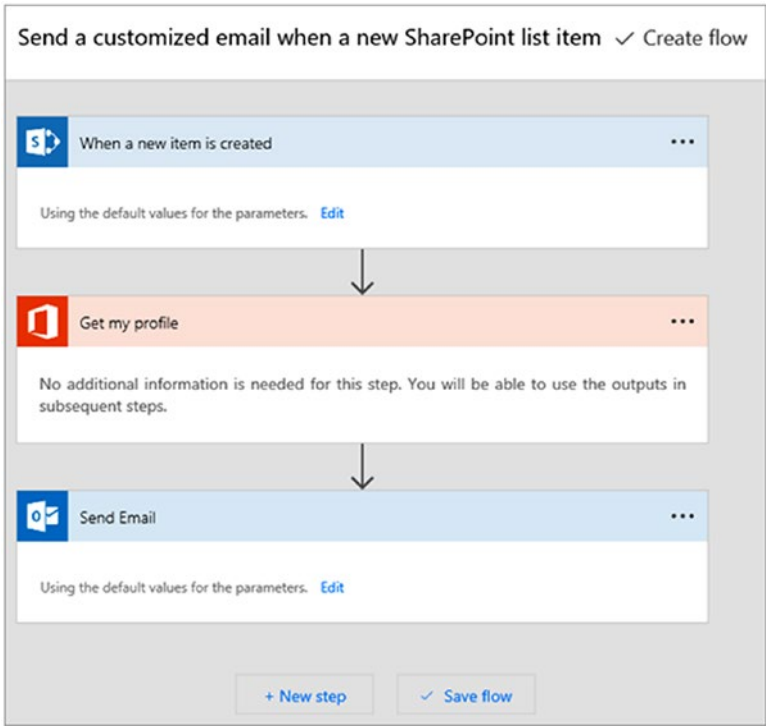 Send a customized email when a new SharePoint list item ✓ Create flow
S
When a new item is created ...
Using the default values for the parameters. Edit
Get my profile ...
No additional information is needed for this step. You will be able to use the outputs in
subsequent steps.
o
Send Email ...
Using the default values for the parameters. Edit
+ New step ✓ Save flow